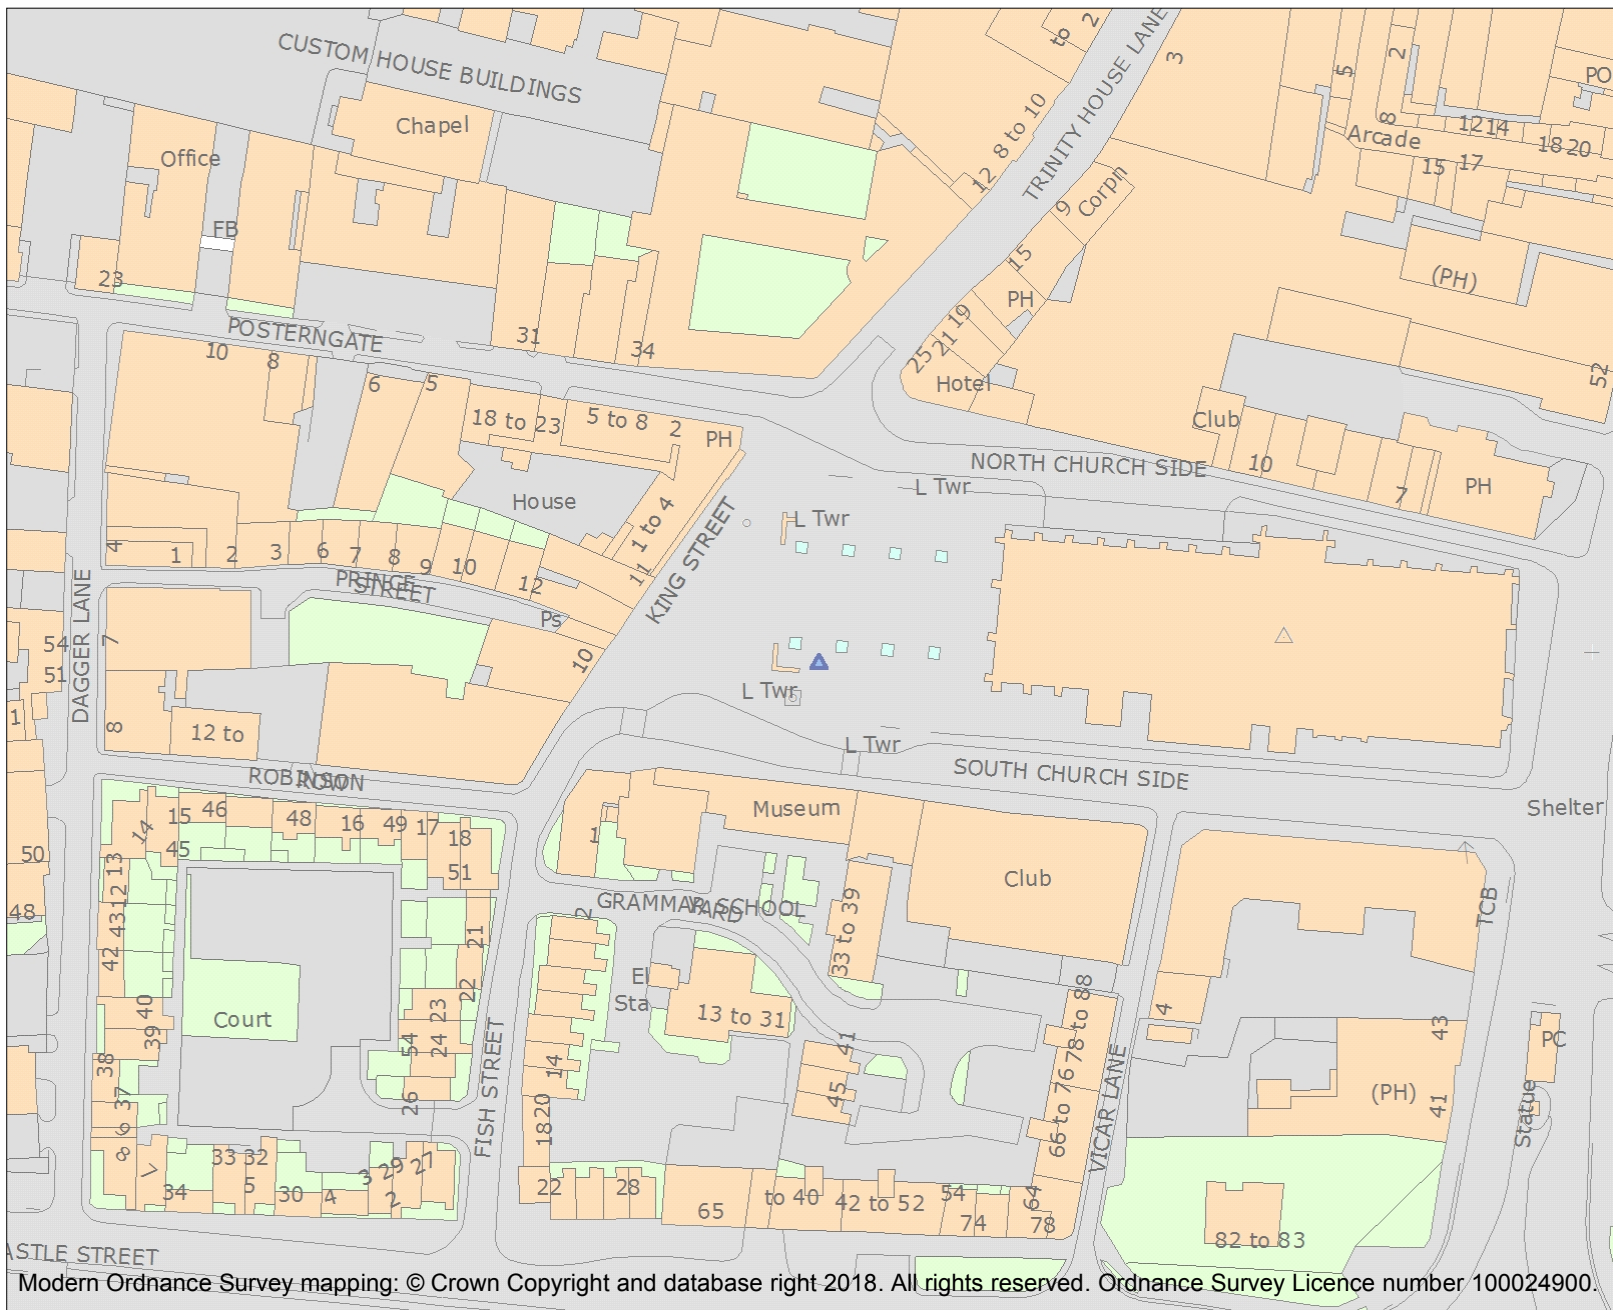 CUSTOM HOUSE BUILDINGS
to 2
TRINITY HOUSE LANE
3
5
2
PO
8
Arcade
12 14
18 20
15 17
Chapel
Office
8 to 10
12
9
Corpn
FB
23
15
PH
(PH)
19
21
25
Hotel
POSTERNGATE
31
34
52
10
8
6
5
18 to 23
5 to 8
2
PH
Club
10
NORTH CHURCH SIDE
7
PH
L Twr
L Twr
House
1 to 4
KING STREET
11
4
1
2
3
6
7
8
9
10
12
PRINCE
STREET
Ps
10
DAGGER LANE
54
51
7
8
1
12 to
L Twr
L Twr
ROBINSON
ROW
SOUTH CHURCH SIDE
Shelter
Museum
Club
1
14
15
46
48
16
49
17
18
45
51
50
13
12
48
43
42
40
39
38
37
9
8
7
Court
21
22
23
24
54
26
FISH STREET
GRAMMAR SCHOOL
YARD
2
33 to 39
El
Sta
13 to 31
14
41
45
20
18
TCB
78 to 88
66 to 76
VICAR LANE
4
43
41
(PH)
PC
Statue
34
33 32
5
30
4
3
29
27
2
22
28
65
to 40
42 to 52
54
74
64
78
82 to 83
ASTLE STREET
Modern Ordnance Survey mapping: © Crown Copyright and database right 2018. All rights reserved. Ordnance Survey Licence number 100024900.